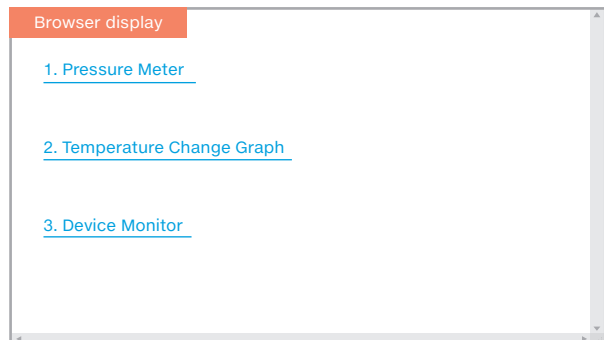 Browser display
1. Pressure Meter
2. Temperature Change Graph
3. Device Monitor